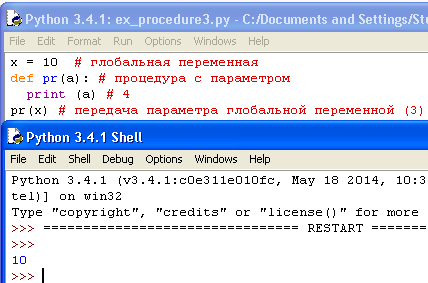 Python 3.4.1: ex_procedure3.py - C:/Documents and Settings/Stu
File Edit Format Run Options Windows Help
x = 10 # глобальная переменная
def pr(a): # процедура с параметром
print (a) # 4
pr(x) # передача параметра глобальной переменной (3)
Python 3.4.1 Shell
File Edit Shell Debug Options Windows Help
Python 3.4.1 (v3.4.1:c0e311e010fc, May 18 2014, 10:3
tel)] on win32
Type "copyright", "credits" or "license()" for more
>>> ================================ RESTART =======
>>>
10
>>>